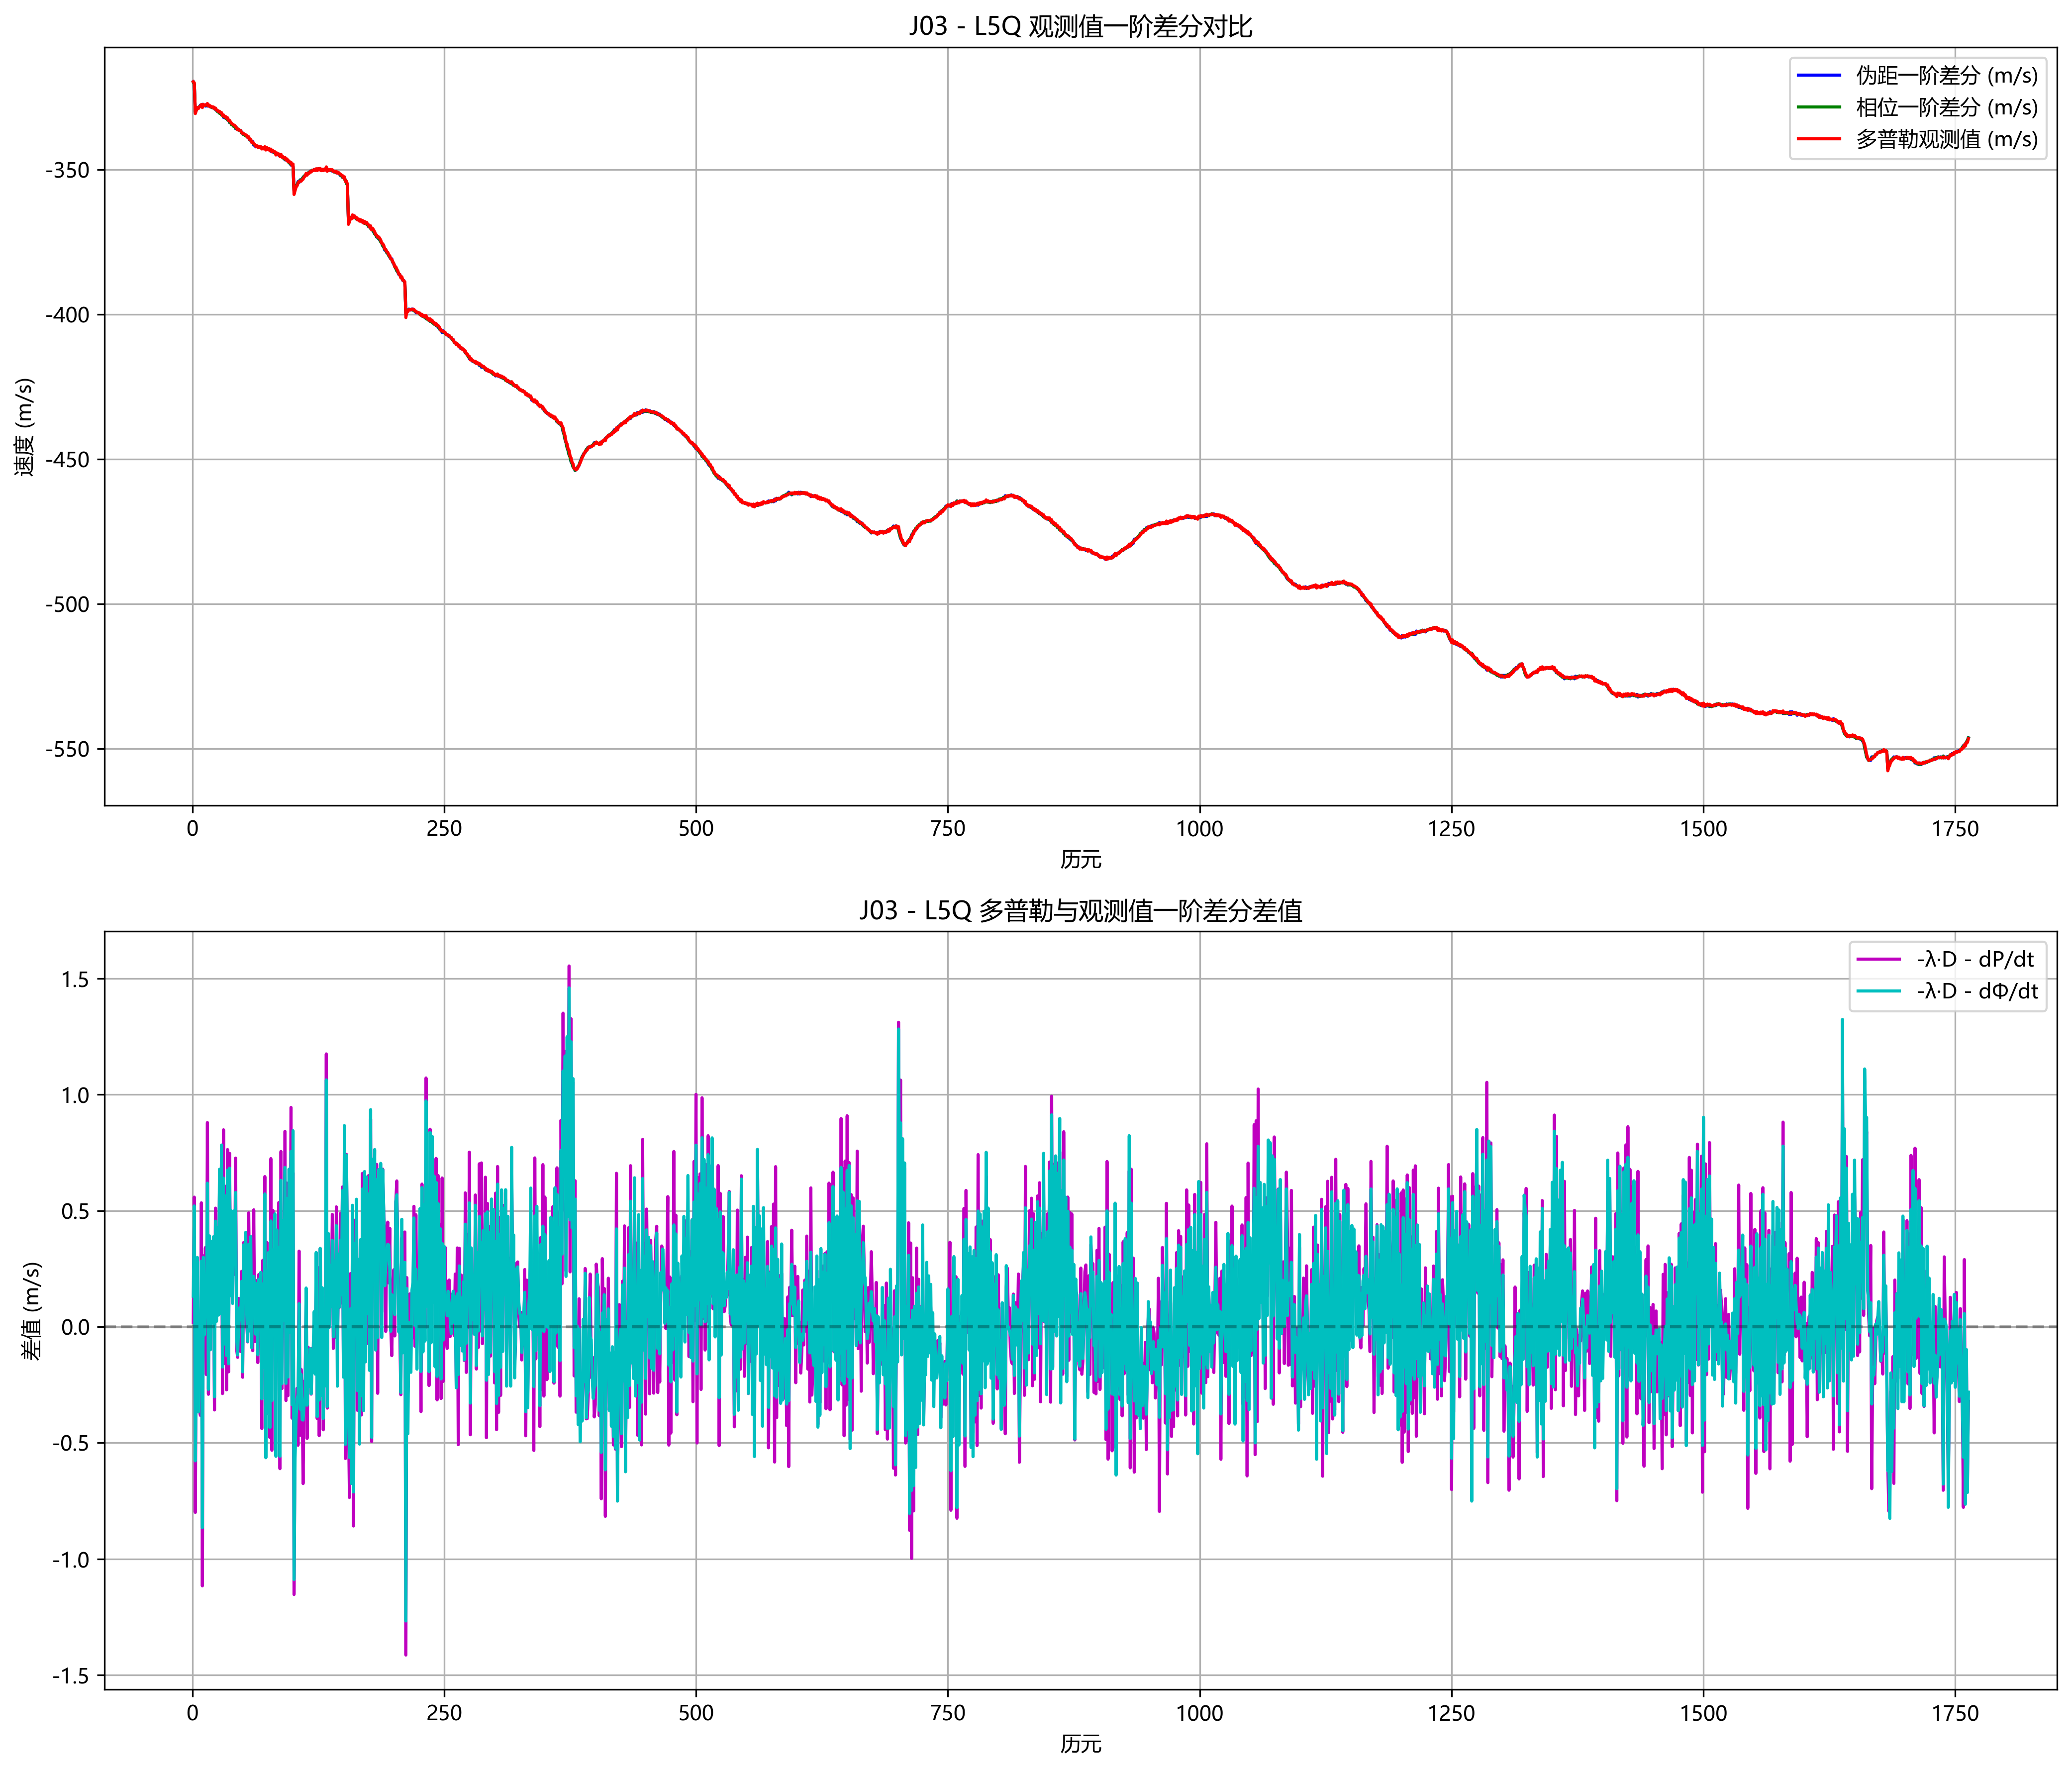 J03 - L5Q 观测值一阶差分对比
伪距一阶差分 (m/s)
相位一阶差分 (m/s)
多普勒观测值 (m/s)
速度 (m/s)
-350
-400
-450
-500
-550
0 250 500 750 1000 1250 1500 1750
历元
J03 - L5Q 多普勒与观测值一阶差分差值
-λ·D - dP/dt
-λ·D - dΦ/dt
差值 (m/s)
1.5
1.0
0.5
0.0
-0.5
-1.0
-1.5
0 250 500 750 1000 1250 1500 1750
历元